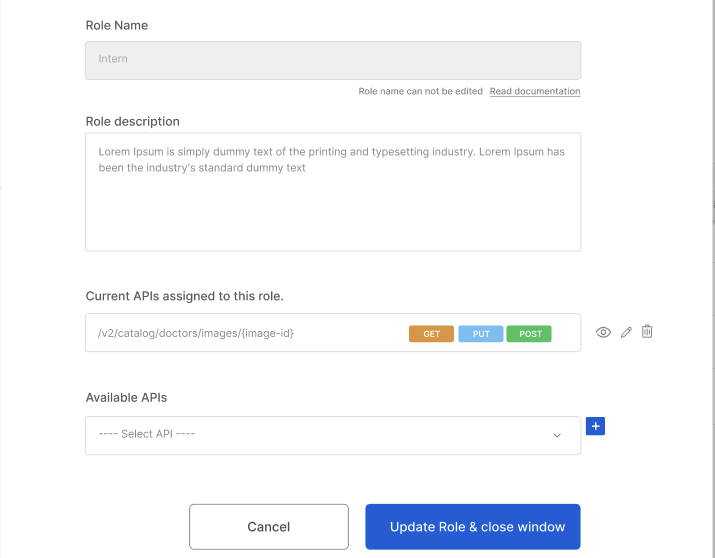 Role Name
Intern
Role name can not be edited Read documentation
Role description
Lorem Ipsum is simply dummy text of the printing and typesetting industry. Lorem Ipsum has
been the industry's standard dummy text
Current APIs assigned to this role.
/v2/catalog/doctors/images/{image-id} GET PUT POST
Available APIs
---- Select API ----
+
Cancel Update Role & close window